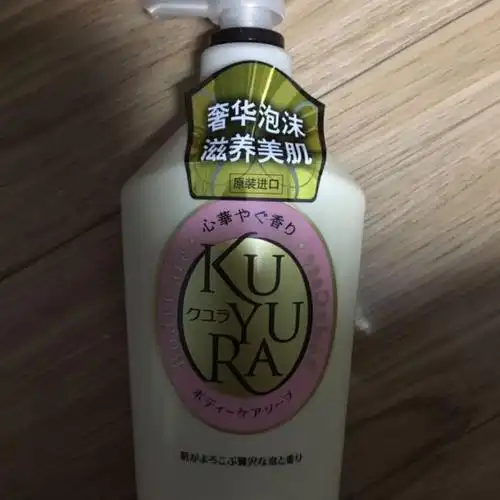 奢华泡沫
滋养美肌
原装进口
心華やぐ香り
KU
クユラ
YU
RA
ボディーケアソープ
肌がよろこぶ贅沢な泡と香り